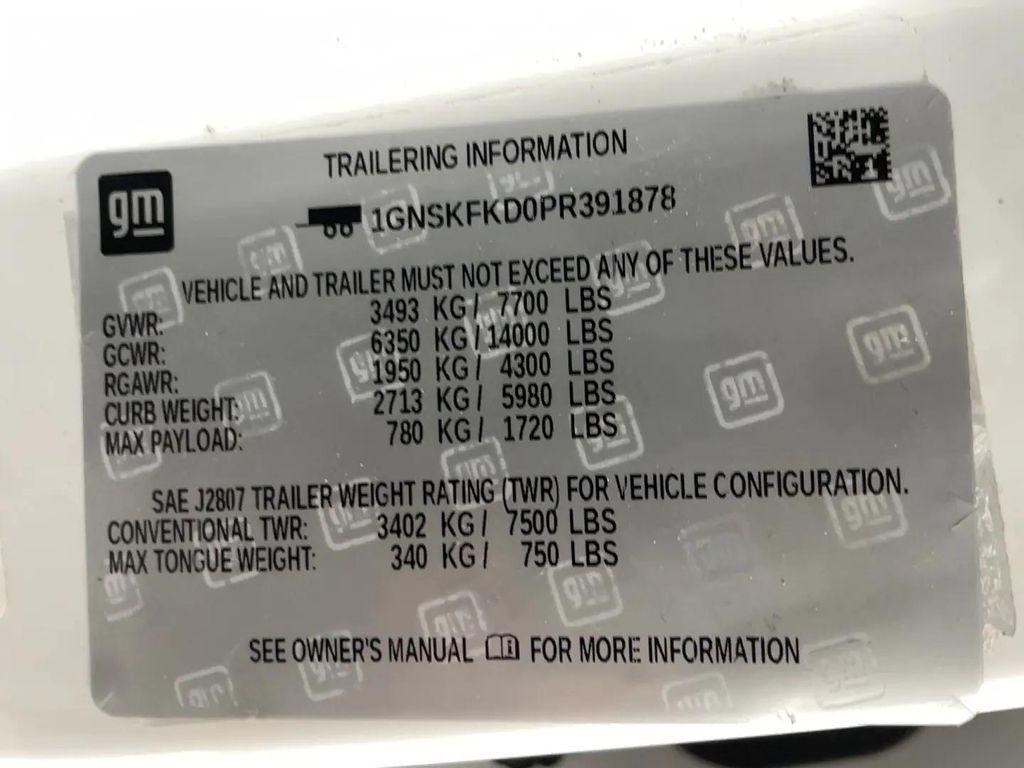 TRAILERING INFORMATION
gm
1GNSKFKD0PR391878
VEHICLE AND TRAILER MUST NOT EXCEED ANY OF THESE VALUES.
GVWR: 3493 KG / 7700 LBS
GCWR: 6350 KG / 14000 LBS
RGAWR: 1950 KG / 4300 LBS
CURB WEIGHT: 2713 KG / 5980 LBS
MAX PAYLOAD: 780 KG / 1720 LBS
SAE J2807 TRAILER WEIGHT RATING (TWR) FOR VEHICLE CONFIGURATION.
CONVENTIONAL TWR: 3402 KG / 7500 LBS
MAX TONGUE WEIGHT: 340 KG / 750 LBS
SEE OWNER'S MANUAL FOR MORE INFORMATION